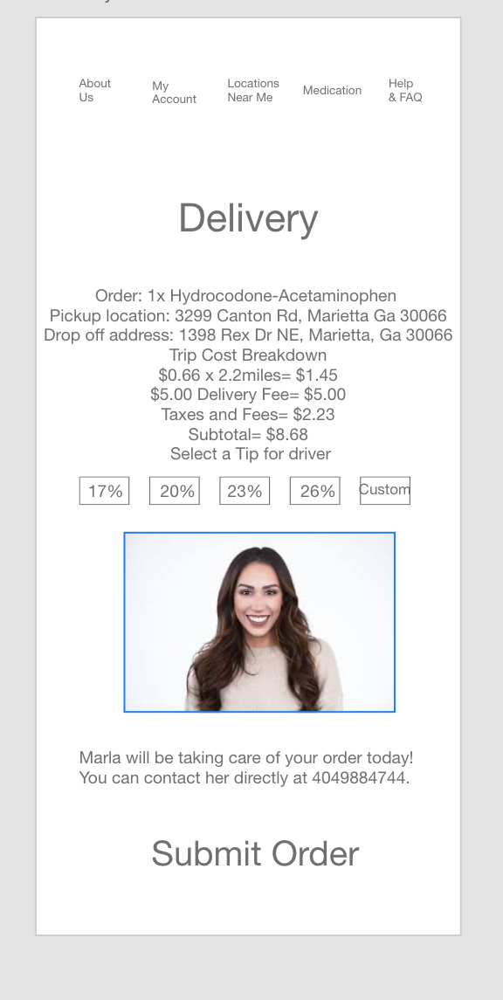 About
Us
My
Account
Locations
Near Me
Medication
Help
& FAQ
Delivery
Order: 1x Hydrocodone-Acetaminophen
Pickup location: 3299 Canton Rd, Marietta Ga 30066
Drop off address: 1398 Rex Dr NE, Marietta, Ga 30066
Trip Cost Breakdown
$0.66 x 2.2miles= $1.45
$5.00 Delivery Fee= $5.00
Taxes and Fees= $2.23
Subtotal= $8.68
Select a Tip for driver
17% 20% 23% 26% Custom
Marla will be taking care of your order today!
You can contact her directly at 4049884744.
Submit Order